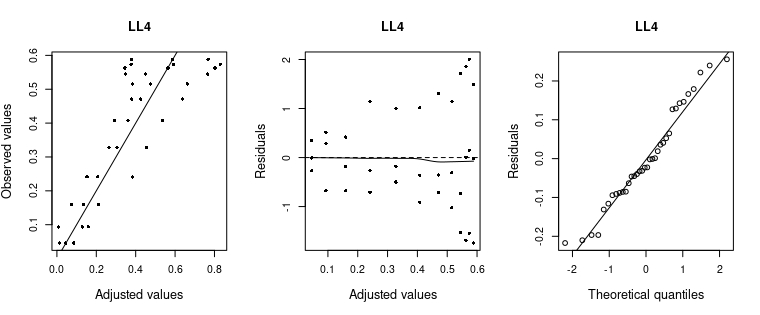 LL4
Observed values
0.6
0.5
0.4
0.3
0.2
0.1
0.0 0.2 0.4 0.6 0.8
Adjusted values
LL4
Residuals
2
1
0
-1
0.1 0.2 0.3 0.4 0.5 0.6
Adjusted values
LL4
Residuals
0.2
0.1
0.0
-0.1
-0.2
-2 -1 0 1 2
Theoretical quantiles